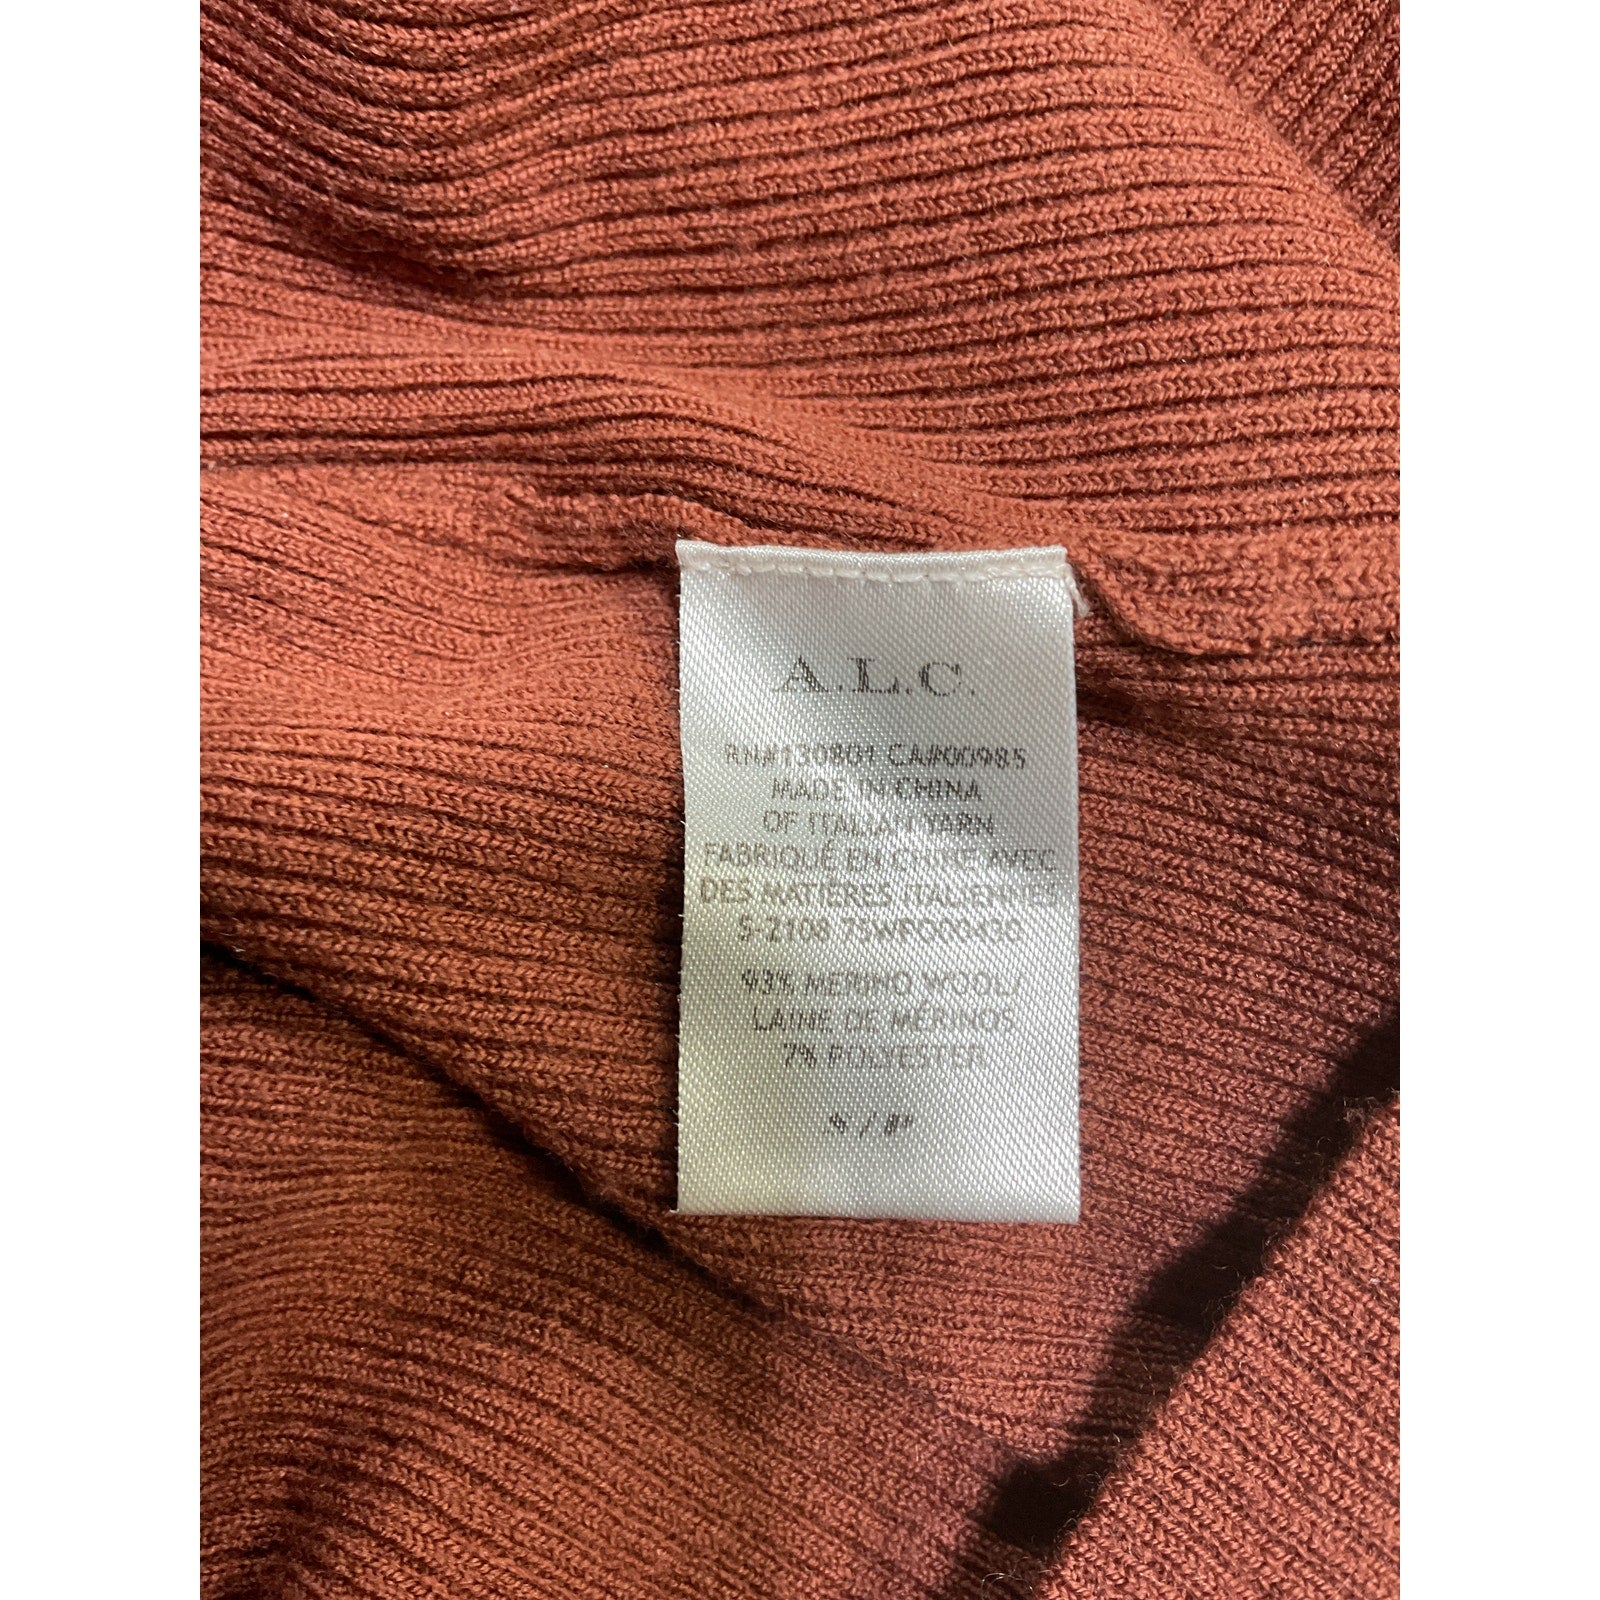 A.L.C.
RN#130801 CA#00985
MADE IN CHINA
OF ITALIAN YARN
FABRIQUÉ EN CHINE AVEC
DES MATIÈRES ITALIENNES
S-2108
93% MERINO WOOL/
LAINE DE MÉRINOS
7% POLYESTER